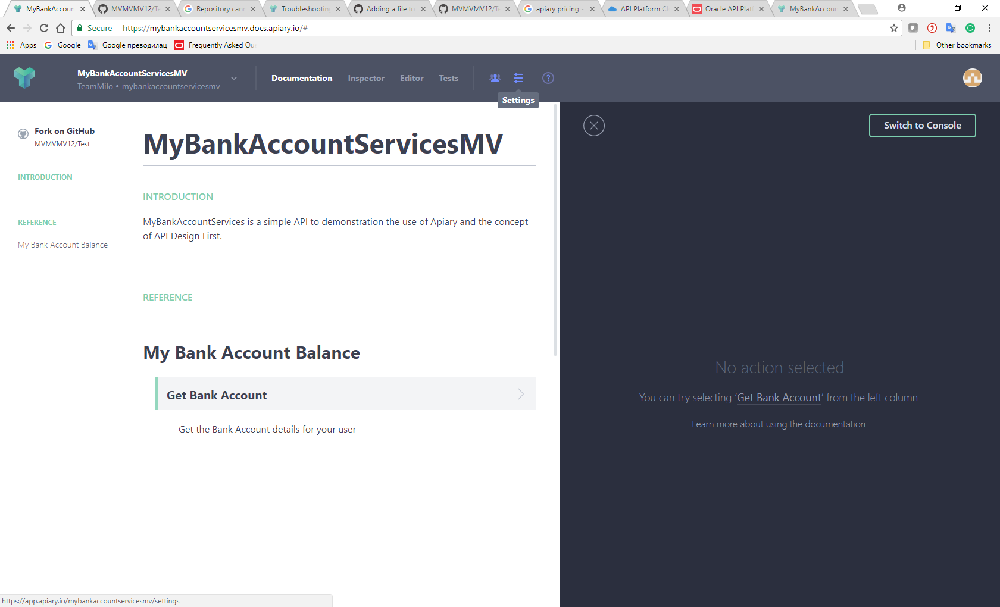 MyBankAccoun
MVMVMV12/Te
Repository cann
Troubleshooting
Adding a file to
MVMVMV12/Te
apiary pricing -
API Platform Cl
Oracle API Platf
MyBankAccoun
Secure
https://mybankaccountservicesmv.docs.apiary.io/#
Apps
Google
Google преводилац
Frequently Asked Qu
Other bookmarks
MyBankAccountServicesMV
TeamMilo • mybankaccountservicesmv
Documentation
Inspector
Editor
Tests
?
Settings
Fork on GitHub
MVMVMV12/Test
INTRODUCTION
REFERENCE
My Bank Account Balance
MyBankAccountServicesMV
INTRODUCTION
MyBankAccountServices is a simple API to demonstration the use of Apiary and the concept
of API Design First.
REFERENCE
My Bank Account Balance
Get Bank Account
Get the Bank Account details for your user
Switch to Console
No action selected
You can try selecting ‘Get Bank Account’ from the left column.
Learn more about using the documentation.
https://app.apiary.io/mybankaccountservicesmv/settings